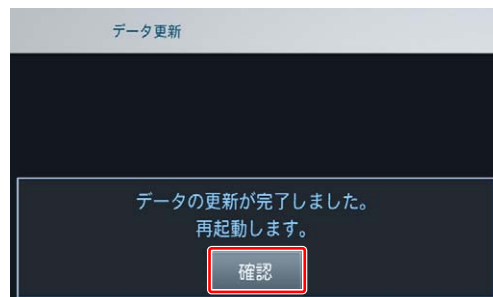 データ更新
データの更新が完了しました。
再起動します。
確認